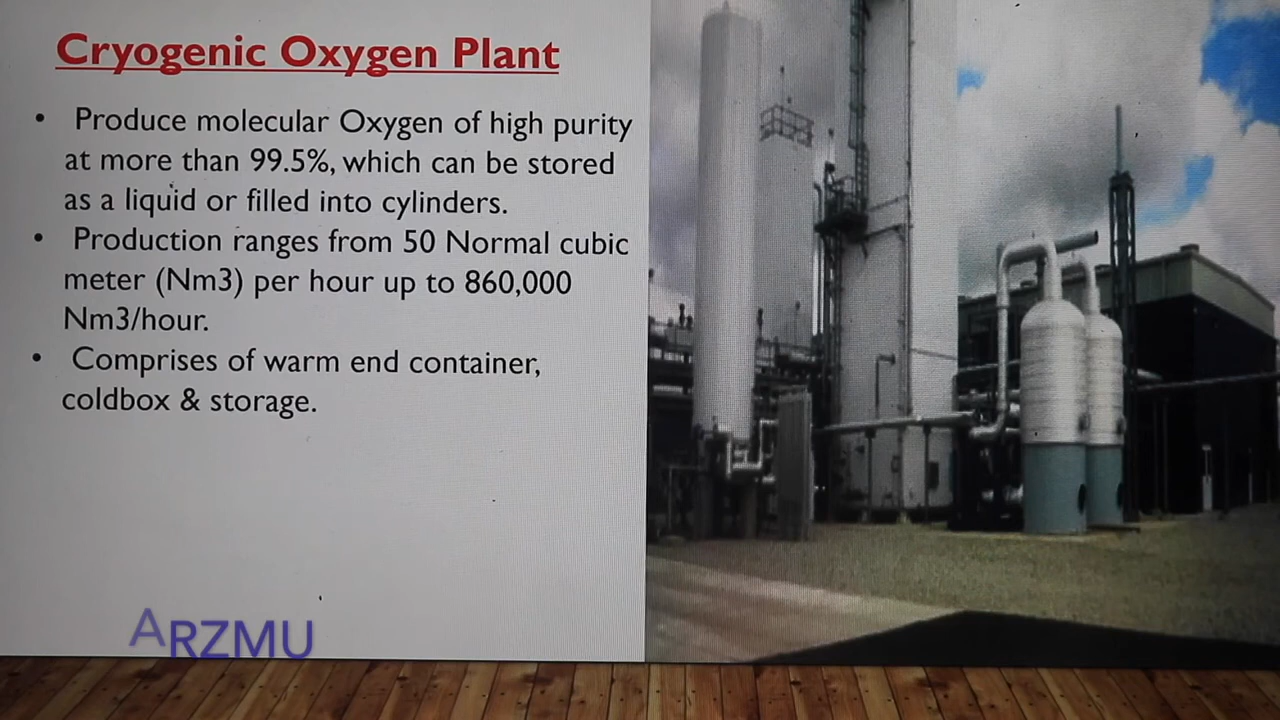 Cryogenic Oxygen Plant
• Produce molecular Oxygen of high purity
at more than 99.5%, which can be stored
as a liquid or filled into cylinders.
• Production ranges from 50 Normal cubic
meter (Nm3) per hour up to 860,000
Nm3/hour.
• Comprises of warm end container,
coldbox & storage.
ARZMU